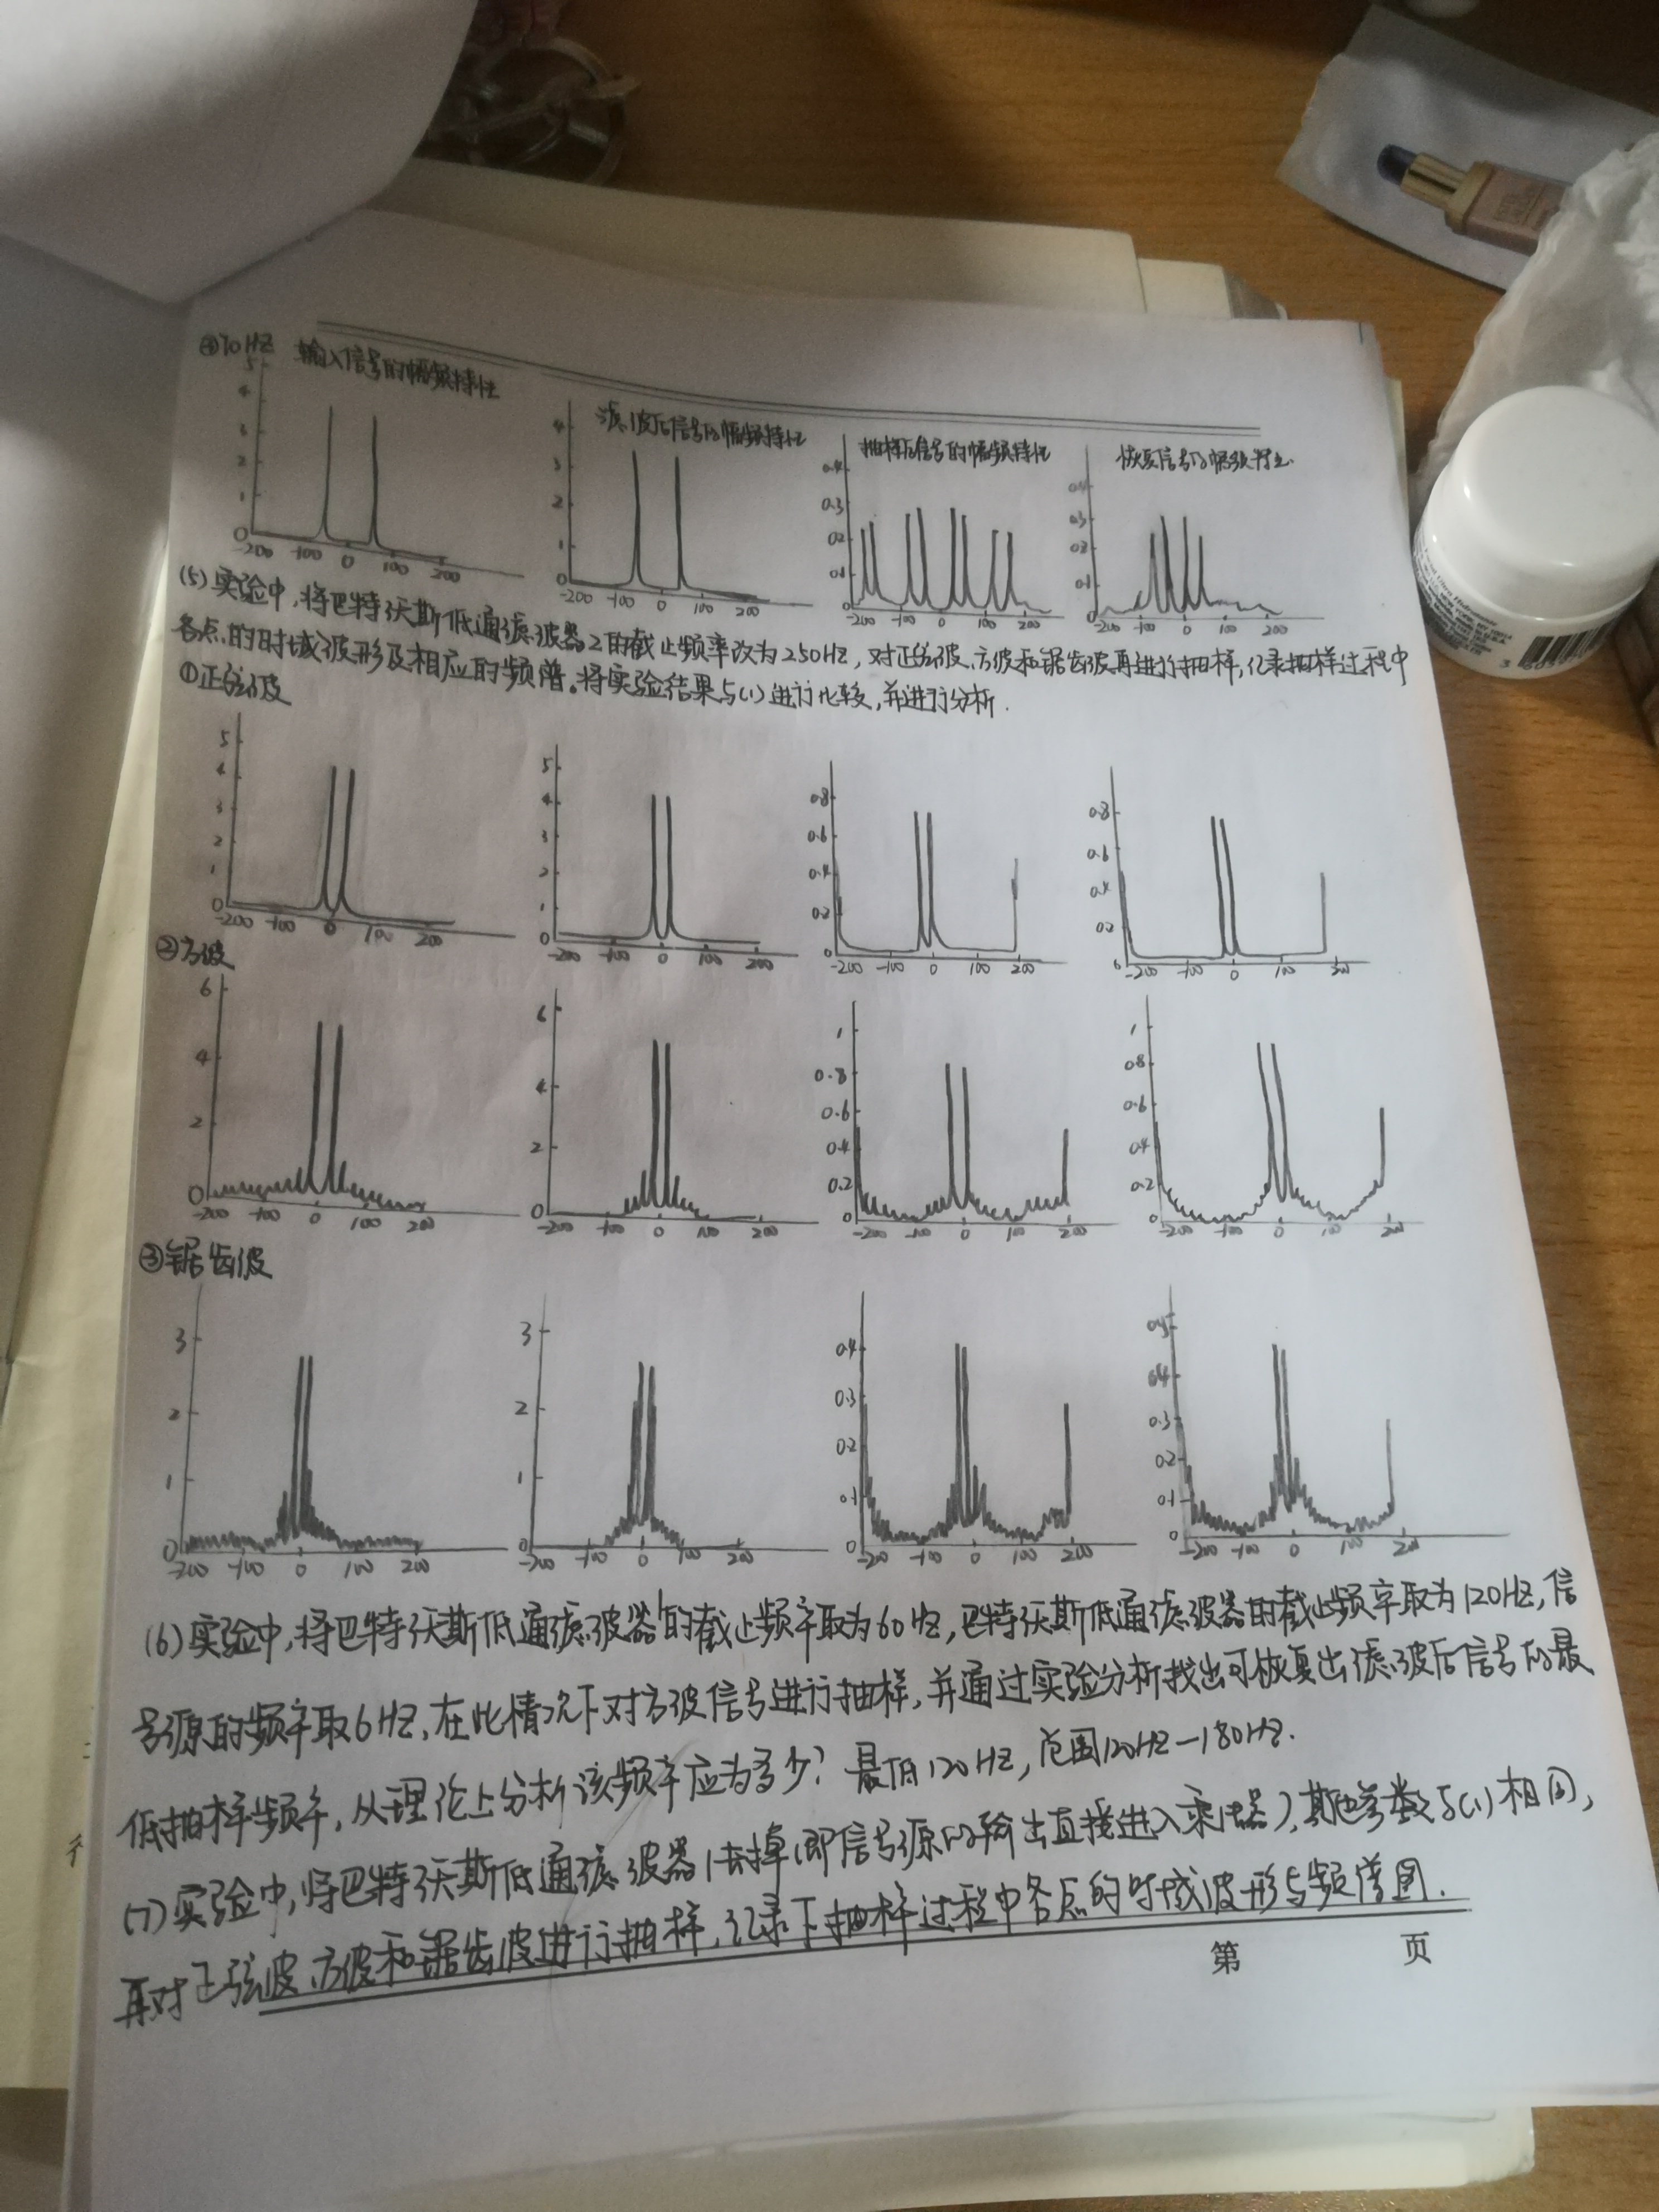 ④70HZ 输入信号的幅频特性
滤波后信号的幅频特性
抽样后信号的幅频特性
恢复信号的幅频特性.
5 4 3 2 1 0 -200 -100 0 100 200
4 3 2 1 0 -200 -100 0 100 200
0.4 0.3 0.2 0.1 0 -200 -100 0 100 200
0.4 0.3 0.2 0.1 0 -200 -100 0 100 200
(5)实验中,将巴特沃斯低通滤波器2的截止频率改为250HZ,对正弦波、方波和锯齿波再进行抽样,记录抽样过程中
各点的时域波形及相应的频谱。将实验结果与(1)进行比较,并进行分析.
①正弦波
5 4 3 2 1 0 -200 -100 0 100 200
5 4 3 2 1 0 -200 -100 0 100 200
0.8 0.6 0.4 0.2 0 -200 -100 0 100 200
0.8 0.6 0.4 0.2 0 -200 -100 0 100 200
②方波
6 4 2 0 -200 -100 0 100 200
6 4 2 0 -200 -100 0 100 200
1 0.8 0.6 0.4 0.2 0 -200 -100 0 100 200
1 0.8 0.6 0.4 0.2 0 -200 -100 0 100 200
③锯齿波
3 2 1 0 -200 -100 0 100 200
3 2 1 0 -200 -100 0 100 200
0.4 0.3 0.2 0.1 0 -200 -100 0 100 200
0.5 0.4 0.3 0.2 0.1 0 -200 -100 0 100 200
(6)实验中,将巴特沃斯低通滤波器1的截止频率取为60HZ,巴特沃斯低通滤波器的截止频率取为120HZ,信
号源的频率取6HZ,在此情况下对方波信号进行抽样,并通过实验分析找出可恢复出滤波后信号的最
低抽样频率,从理论上分析该频率应为多少? 最低120HZ,范围120HZ—180HZ.
(7)实验中,将巴特沃斯低通滤波器1去掉(即信号源的输出直接进入乘法器),其他参数与(1)相同,
再对正弦波、方波和锯齿波进行抽样,记录下抽样过程中各点的时域波形与频谱图.
第 页